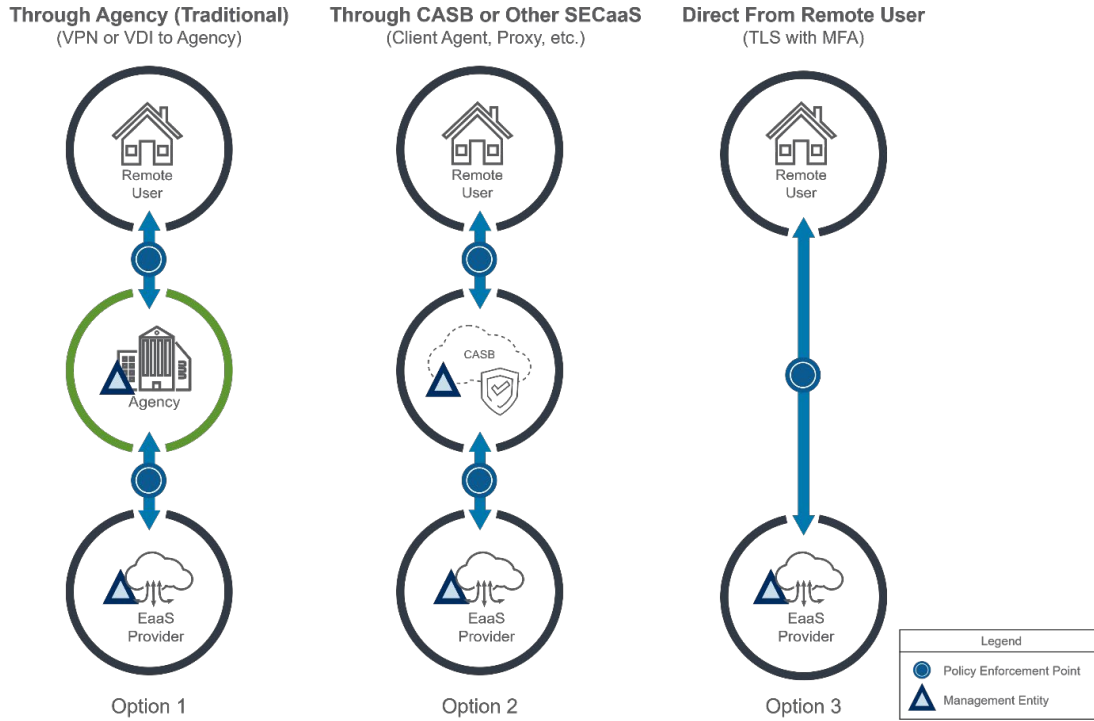 Through Agency (Traditional)
(VPN or VDI to Agency)
Remote
User
Agency
EaaS
Provider
Option 1
Through CASB or Other SECaaS
(Client Agent, Proxy, etc.)
Remote
User
CASB
EaaS
Provider
Option 2
Direct From Remote User
(TLS with MFA)
Remote
User
EaaS
Provider
Option 3
Legend
Policy Enforcement Point
Management Entity